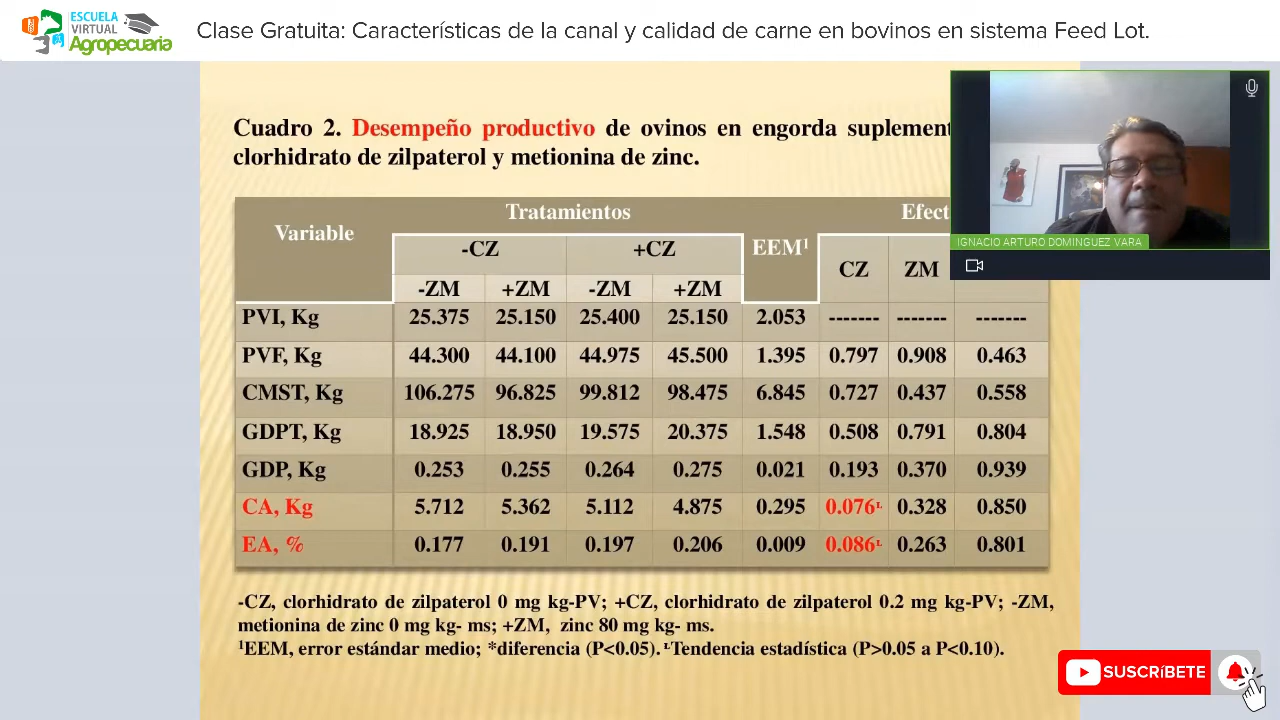 ESCUELA
VIRTUAL
Agropecuaria
Clase Gratuita: Características de la canal y calidad de carne en bovinos en sistema Feed Lot.
Cuadro 2. Desempeño productivo de ovinos en engorda
clorhidrato de zilpaterol y metionina de zinc.
Variable Tratamientos EEM¹
-CZ +CZ CZ ZM
-ZM +ZM -ZM +ZM
PVI, Kg 25.375 25.150 25.400 25.150 2.053 ------- ------- -------
PVF, Kg 44.300 44.100 44.975 45.500 1.395 0.797 0.908 0.463
CMST, Kg 106.275 96.825 99.812 98.475 6.845 0.727 0.437 0.558
GDPT, Kg 18.925 18.950 19.575 20.375 1.548 0.508 0.791 0.804
GDP, Kg 0.253 0.255 0.264 0.275 0.021 0.193 0.370 0.939
CA, Kg 5.712 5.362 5.112 4.875 0.295 0.076ᴸ 0.328 0.850
EA, % 0.177 0.191 0.197 0.206 0.009 0.086ᴸ 0.263 0.801
-CZ, clorhidrato de zilpaterol 0 mg kg-PV; +CZ, clorhidrato de zilpaterol 0.2 mg kg-PV; -ZM,
metionina de zinc 0 mg kg- ms; +ZM, zinc 80 mg kg- ms.
¹EEM, error estándar medio; *diferencia (P<0.05). ᴸTendencia estadística (P>0.05 a P<0.10).
IGNACIO ARTURO DOMINGUEZ VARA
SUSCRíBETE